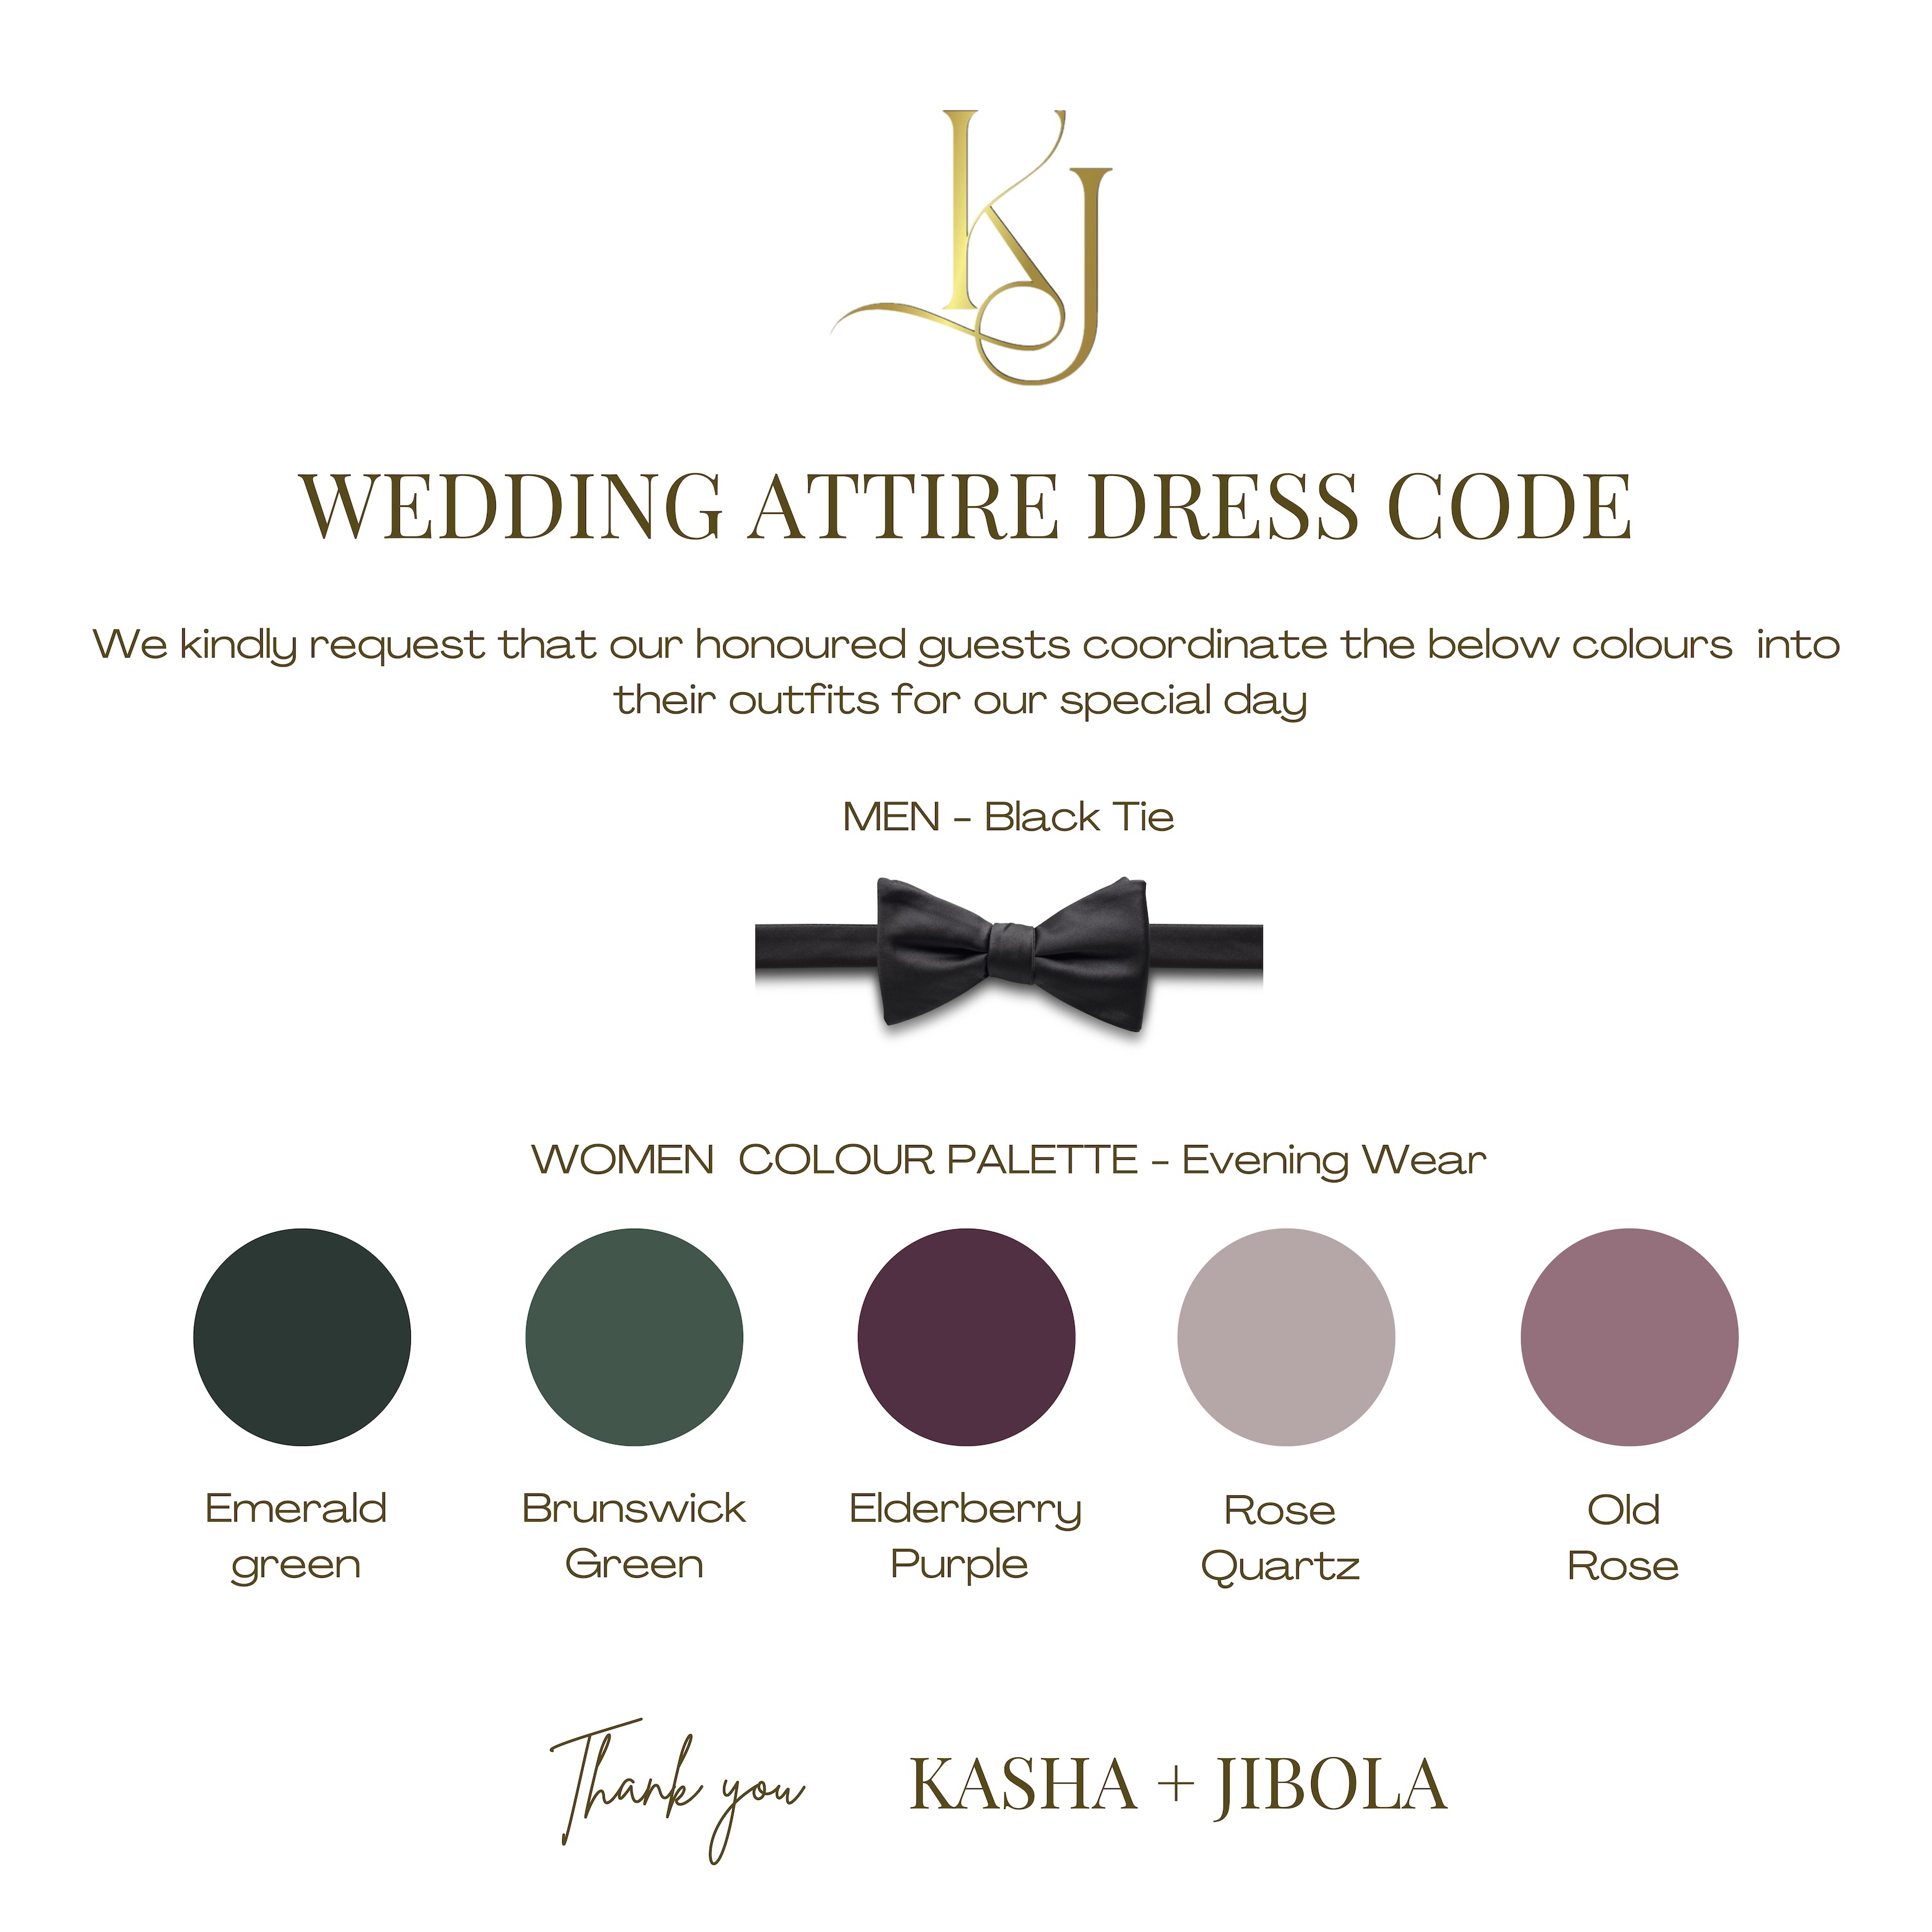 KJ
WEDDING ATTIRE DRESS CODE
We kindly request that our honoured guests coordinate the below colours  into
their outfits for our special day
MEN - Black Tie
WOMEN  COLOUR PALETTE - Evening Wear
Emerald
green
Brunswick
Green
Elderberry
Purple
Rose
Quartz
Old
Rose
Thank you KASHA + JIBOLA